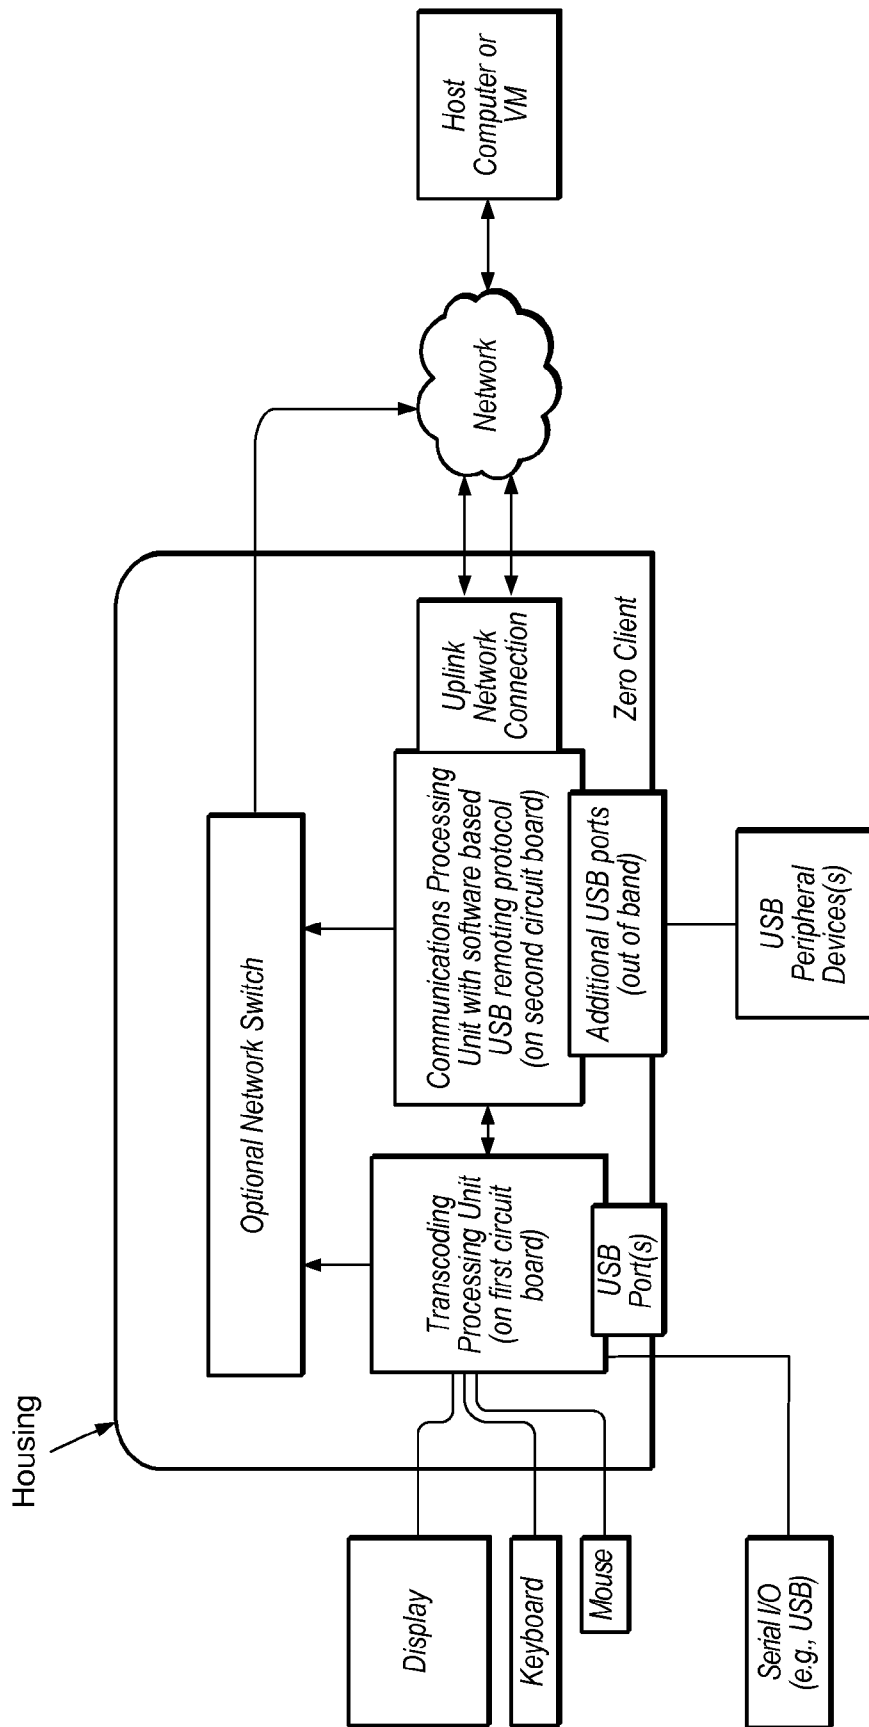 Housing
Optional Network Switch
Display
Keyboard
Mouse
Serial I/O
(e.g., USB)
Transcoding
Processing Unit
(on first circuit
board)
USB
Port(s)
Communications Processing
Unit with software based
USB remoting protocol
(on second circuit board)
Additional USB ports
(out of band)
USB
Peripheral
Devices(s)
Uplink
Network
Connection
Zero Client
Network
Host
Computer or
VM